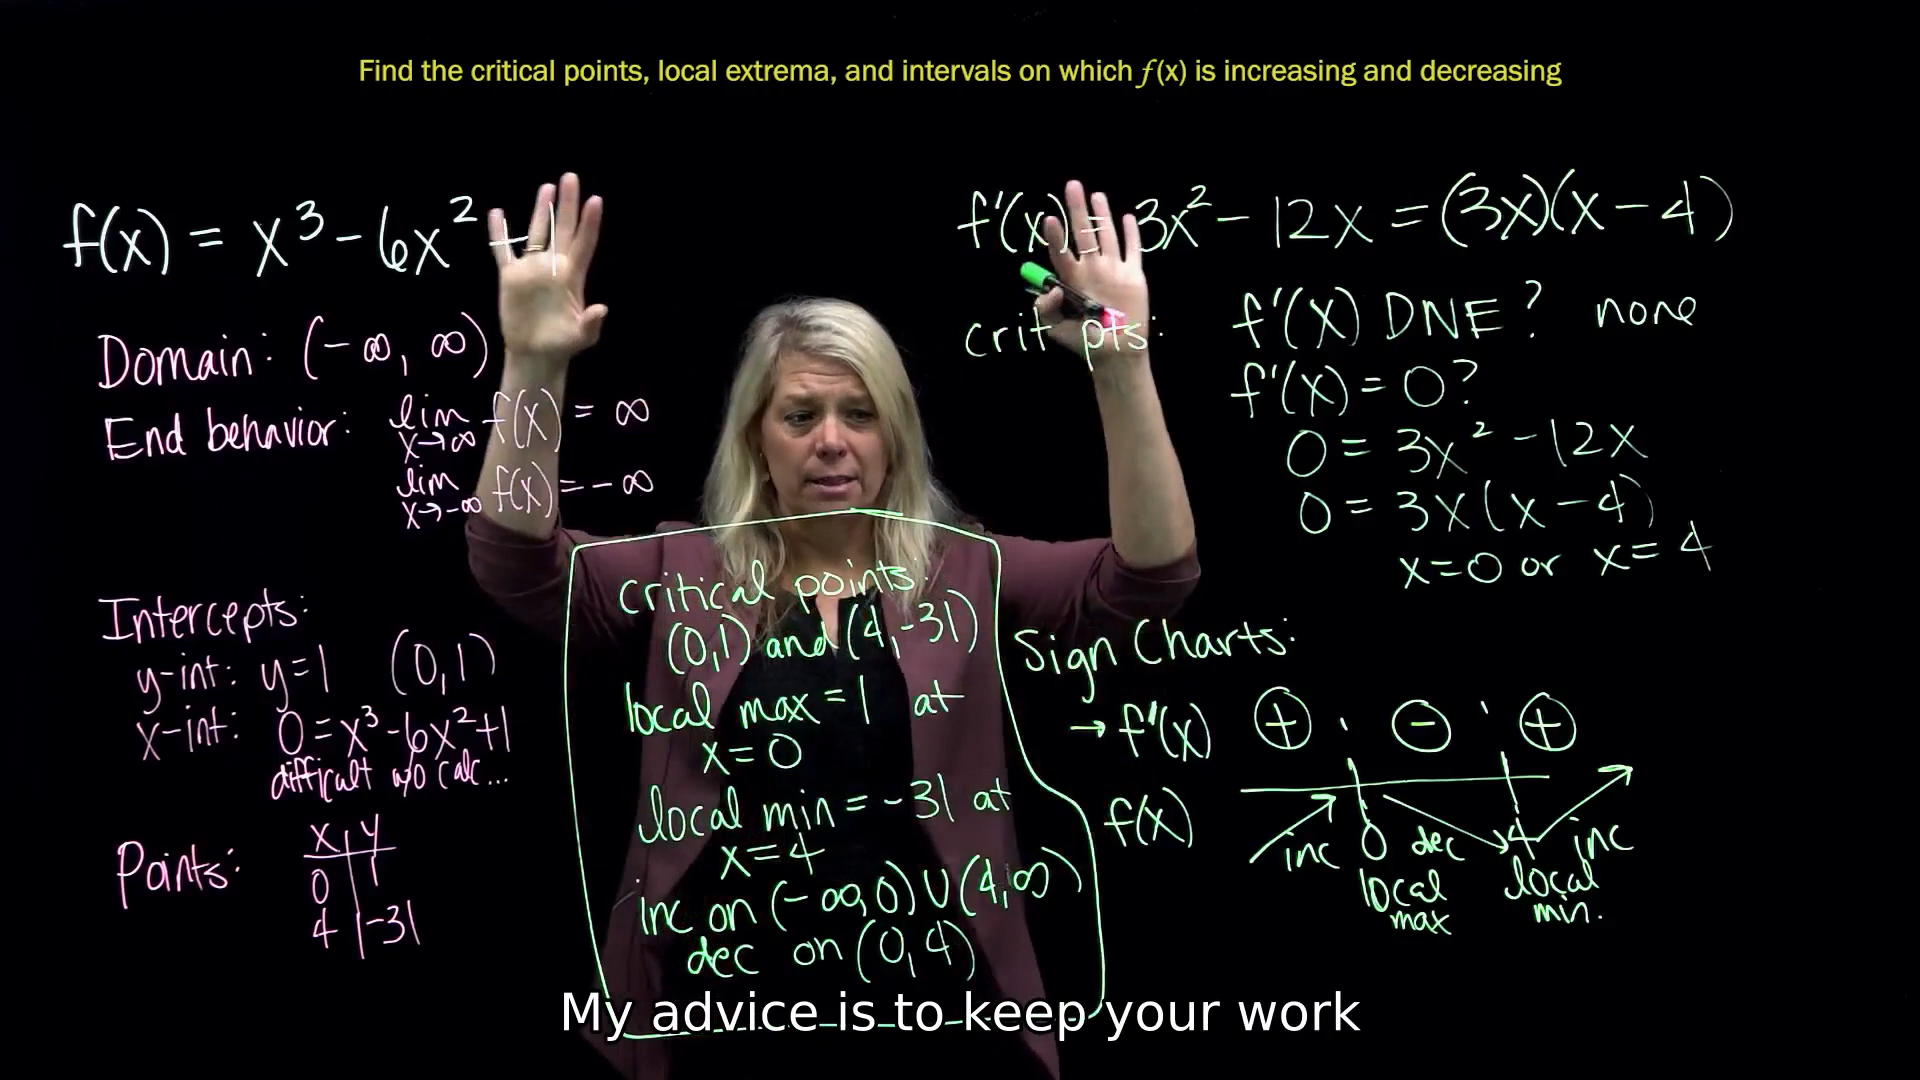 Find the critical points, local extrema, and intervals on which f(x) is increasing and decreasing
f(x) = x³ - 6x² + 1
Domain: (-∞, ∞)
End behavior: lim x→∞ f(x) = ∞
lim x→-∞ f(x) = -∞
Intercepts:
y-int: y=1 (0,1)
x-int: 0 = x³-6x²+1
difficult w/o calc...
Points: x y
0 1
4 -31
critical points:
(0,1) and (4,-31)
local max = 1 at
x=0
local min = -31 at
x=4
inc on (-∞,0) U (4,∞)
dec on (0,4)
f'(x) = 3x² - 12x = (3x)(x-4)
crit pts: f'(x) DNE? none
f'(x) = 0?
0 = 3x² - 12x
0 = 3x(x-4)
x=0 or x=4
Sign Charts:
→ f'(x) + - +
f(x) inc 0 dec 4 inc
local max local min.
My advice is to keep your work